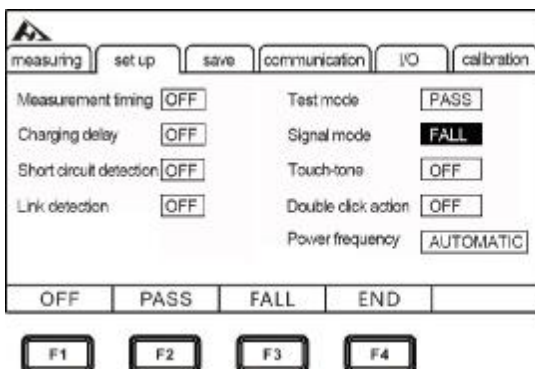 measuring set up save communication I/O calibration
Measurement timing OFF Test mode PASS
Charging delay OFF Signal mode FALL
Short circuit detection OFF Touch-tone OFF
Link detection OFF Double click action OFF
Power frequency AUTOMATIC
OFF PASS FALL END
F1 F2 F3 F4